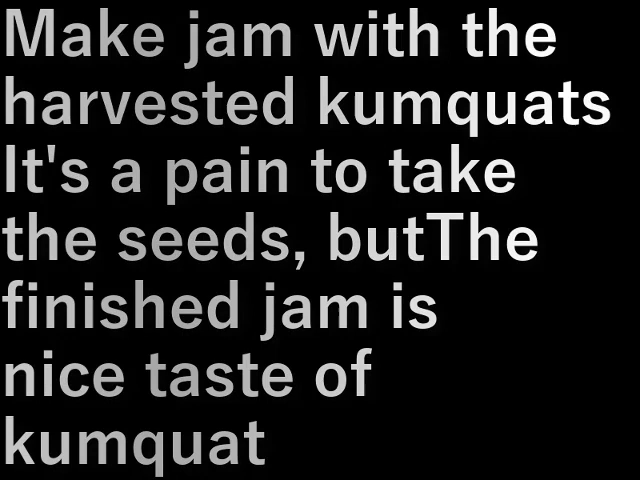 Make jam with the
harvested kumquats
It's a pain to take
the seeds, butThe
finished jam is
nice taste of
kumquat